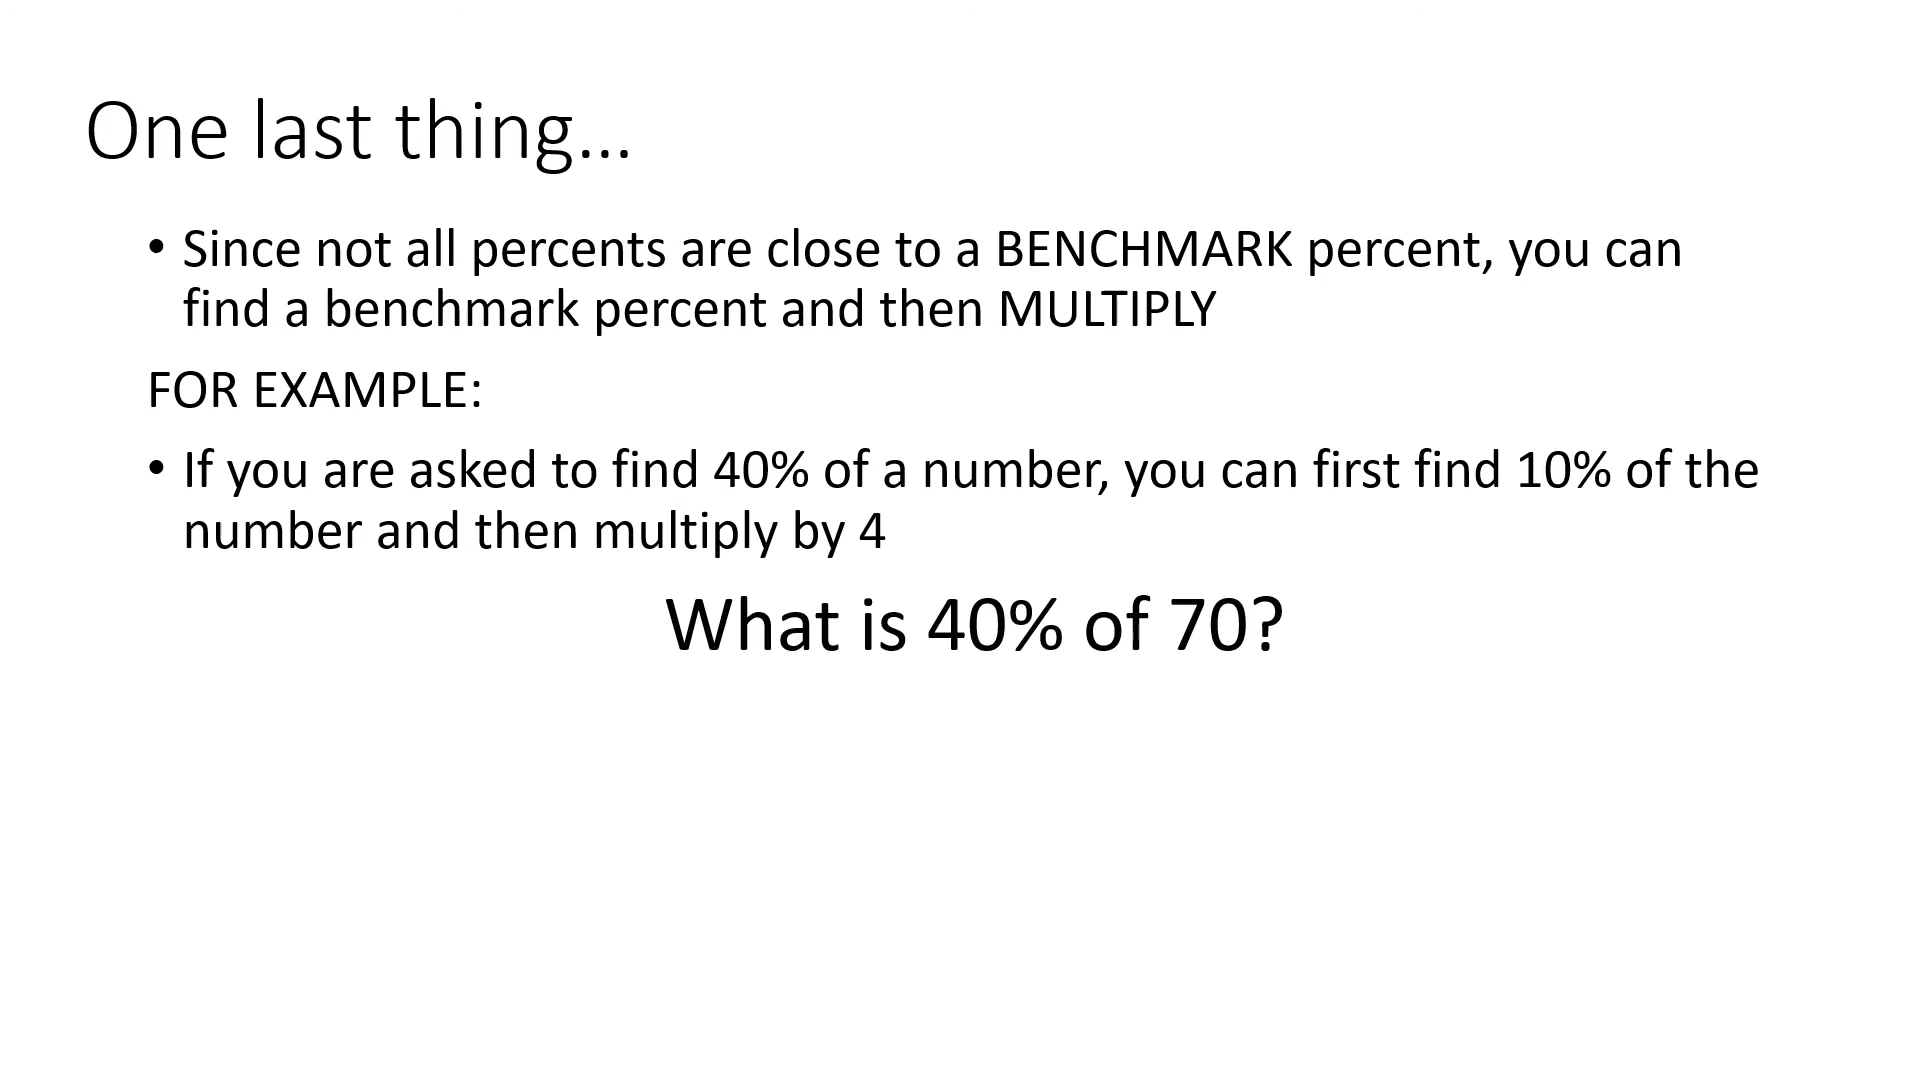 One last thing…
• Since not all percents are close to a BENCHMARK percent, you can
find a benchmark percent and then MULTIPLY
FOR EXAMPLE:
• If you are asked to find 40% of a number, you can first find 10% of the
number and then multiply by 4
What is 40% of 70?